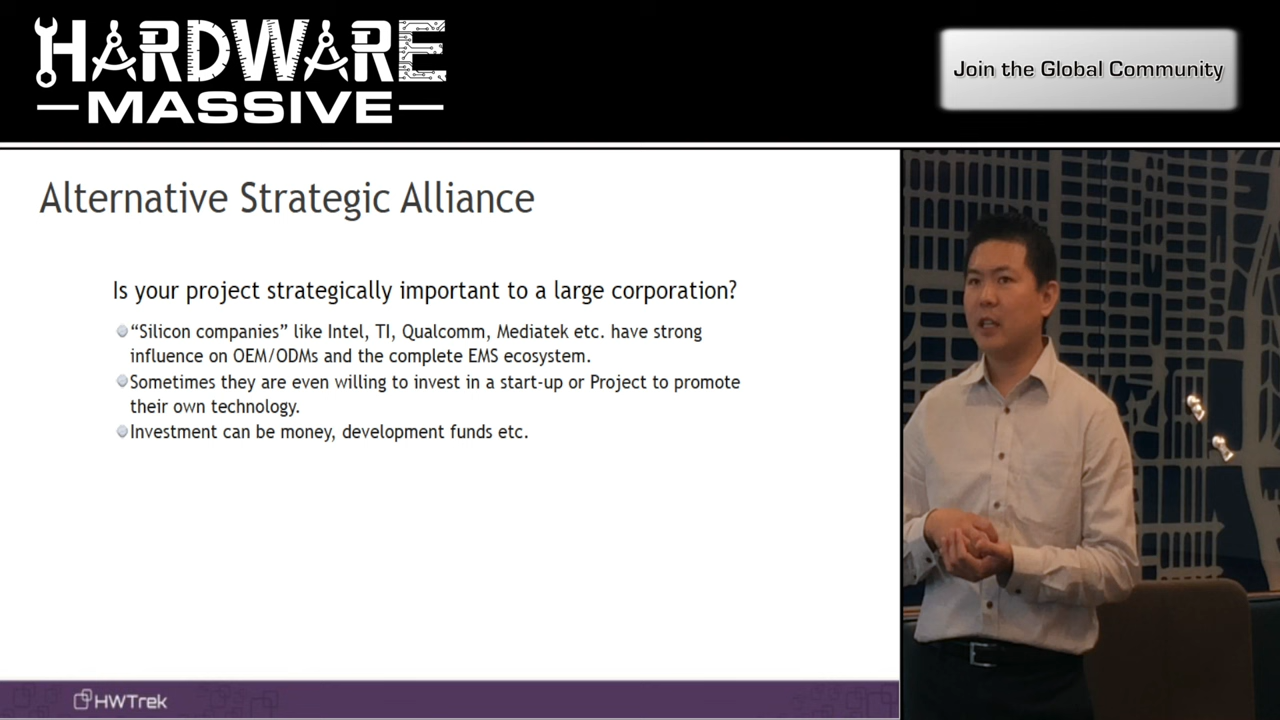 HARDWARE
MASSIVE
Join the Global Community
Alternative Strategic Alliance
Is your project strategically important to a large corporation?
“Silicon companies” like Intel, TI, Qualcomm, Mediatek etc. have strong
influence on OEM/ODMs and the complete EMS ecosystem.
Sometimes they are even willing to invest in a start-up or Project to promote
their own technology.
Investment can be money, development funds etc.
HWTrek